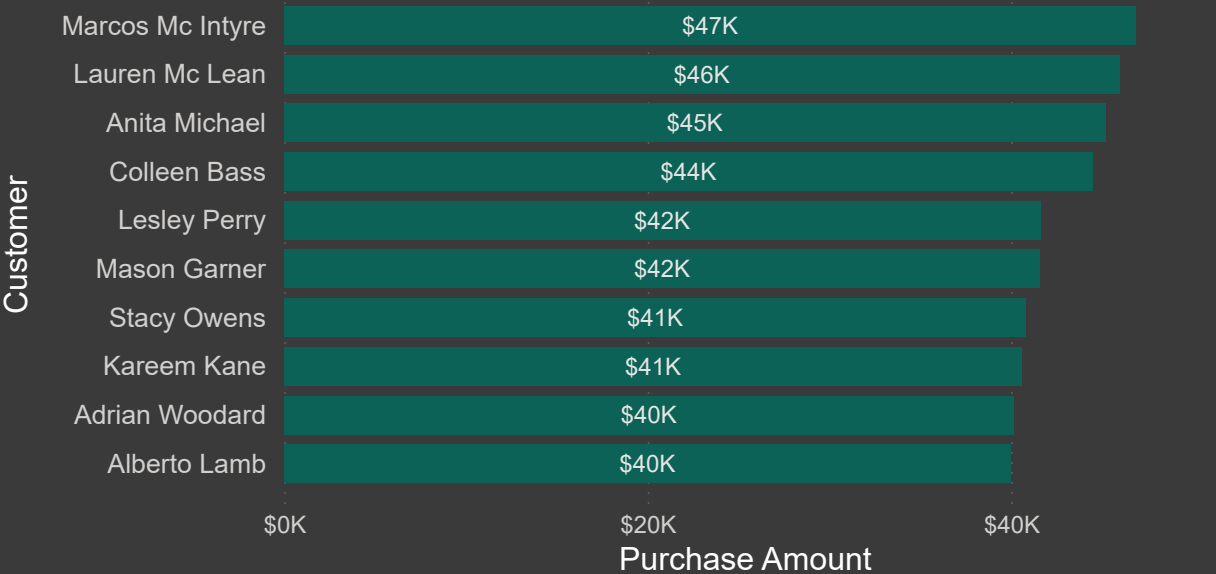 Customer
Marcos Mc Intyre $47K
Lauren Mc Lean $46K
Anita Michael $45K
Colleen Bass $44K
Lesley Perry $42K
Mason Garner $42K
Stacy Owens $41K
Kareem Kane $41K
Adrian Woodard $40K
Alberto Lamb $40K
$0K $20K $40K
Purchase Amount